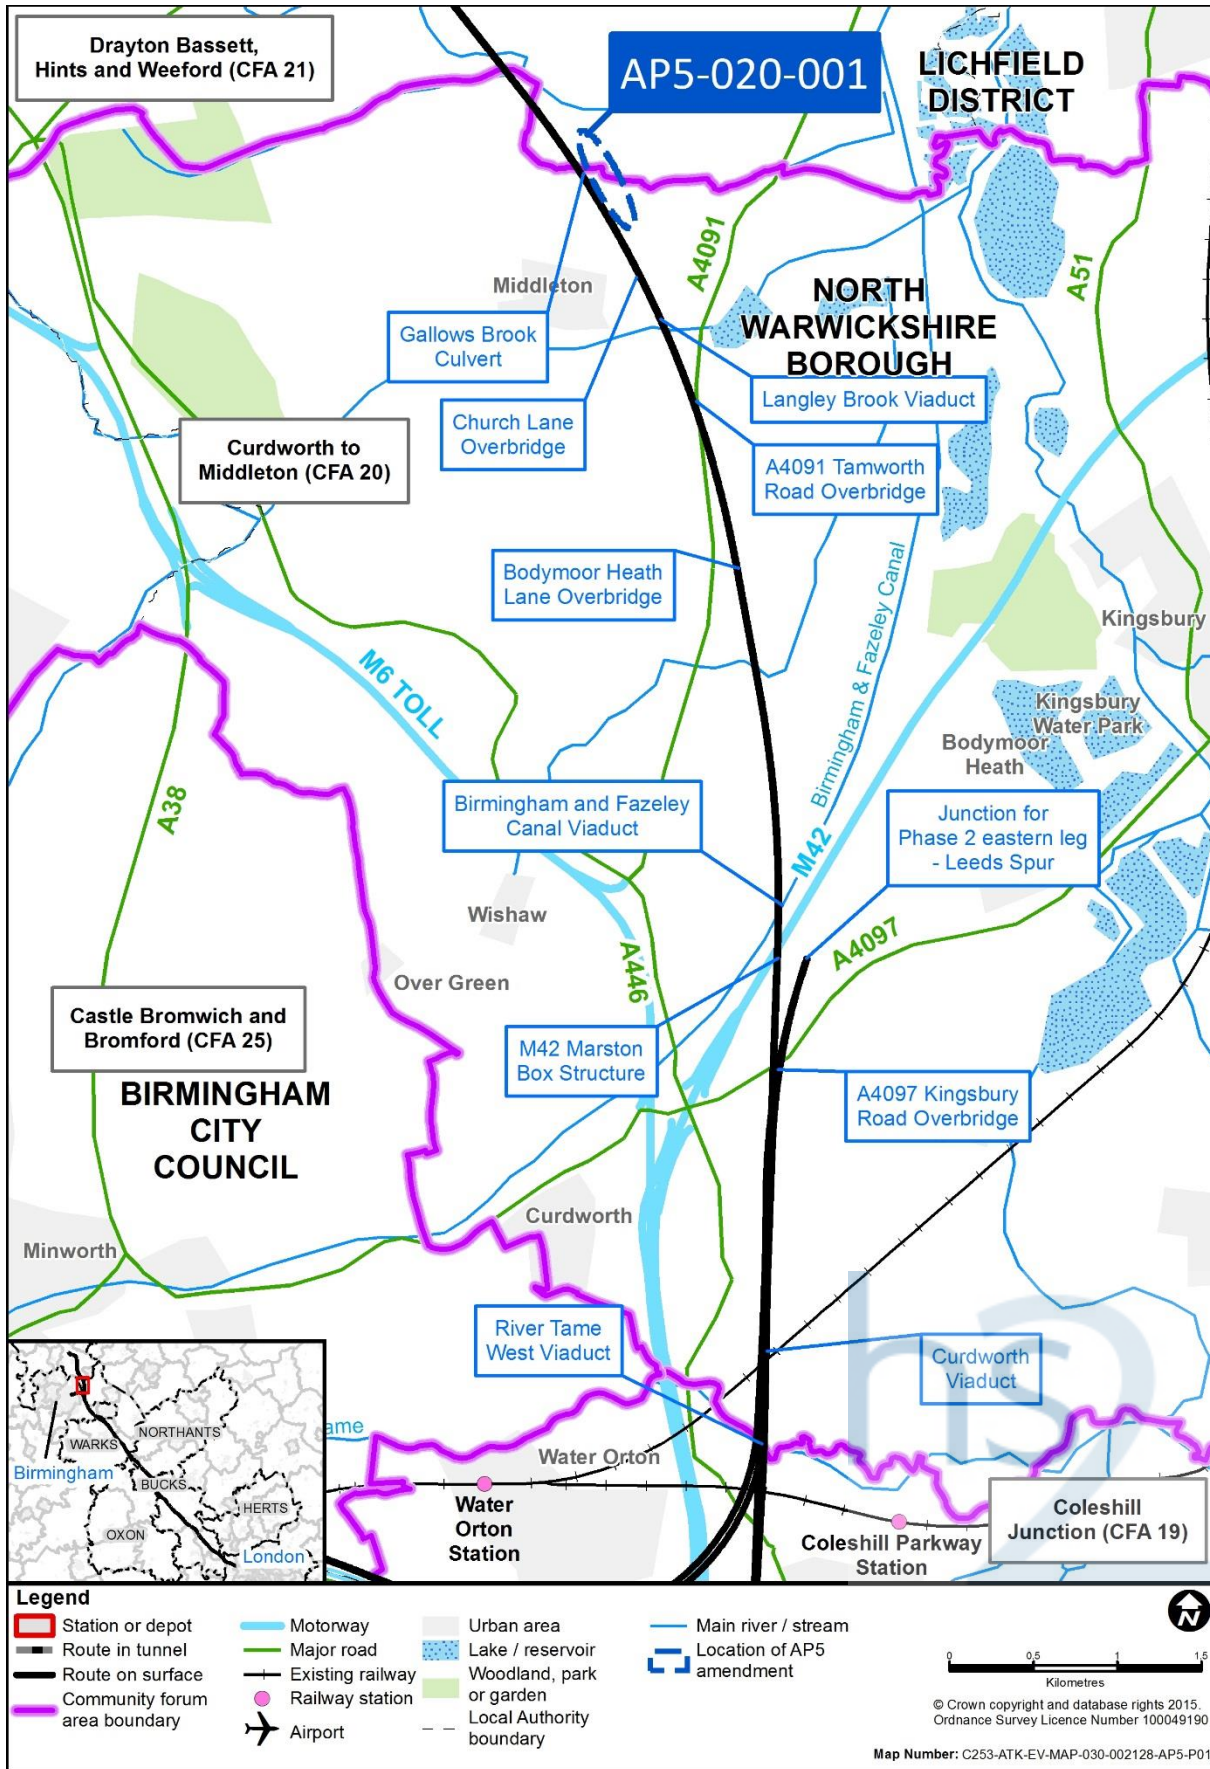 Drayton Bassett,
Hints and Weeford (CFA 21)
AP5-020-001
LICHFIELD
DISTRICT
A4091
A51
Middleton
NORTH
WARWICKSHIRE
BOROUGH
Gallows Brook
Culvert
Langley Brook Viaduct
Church Lane
Overbridge
Curdworth to
Middleton (CFA 20)
A4091 Tamworth
Road Overbridge
Bodymoor Heath
Lane Overbridge
Birmingham & Fazeley Canal
Kingsbury
M6 TOLL
Kingsbury
Water Park
Bodymoor
Heath
A38
Birmingham and Fazeley
Canal Viaduct
M42
Junction for
Phase 2 eastern leg
- Leeds Spur
Wishaw
A446
A4097
Over Green
Castle Bromwich and
Bromford (CFA 25)
M42 Marston
Box Structure
A4097 Kingsbury
Road Overbridge
BIRMINGHAM
CITY
COUNCIL
Curdworth
Minworth
River Tame
West Viaduct
Curdworth
Viaduct
hs2
ame
Water Orton
Water
Orton
Station
Coleshill Parkway
Station
Coleshill
Junction (CFA 19)
NORTHANTS
WARKS
Birmingham
BUCKS
HERTS
OXON
London
Legend
Station or depot
Route in tunnel
Route on surface
Community forum
area boundary
Motorway
Major road
Existing railway
Railway station
Airport
Urban area
Lake / reservoir
Woodland, park
or garden
Local Authority
boundary
Main river / stream
Location of AP5
amendment
N
0 0.5 1 1.5
Kilometres
© Crown copyright and database rights 2015.
Ordnance Survey Licence Number 100049190
Map Number: C253-ATK-EV-MAP-030-002128-AP5-P01